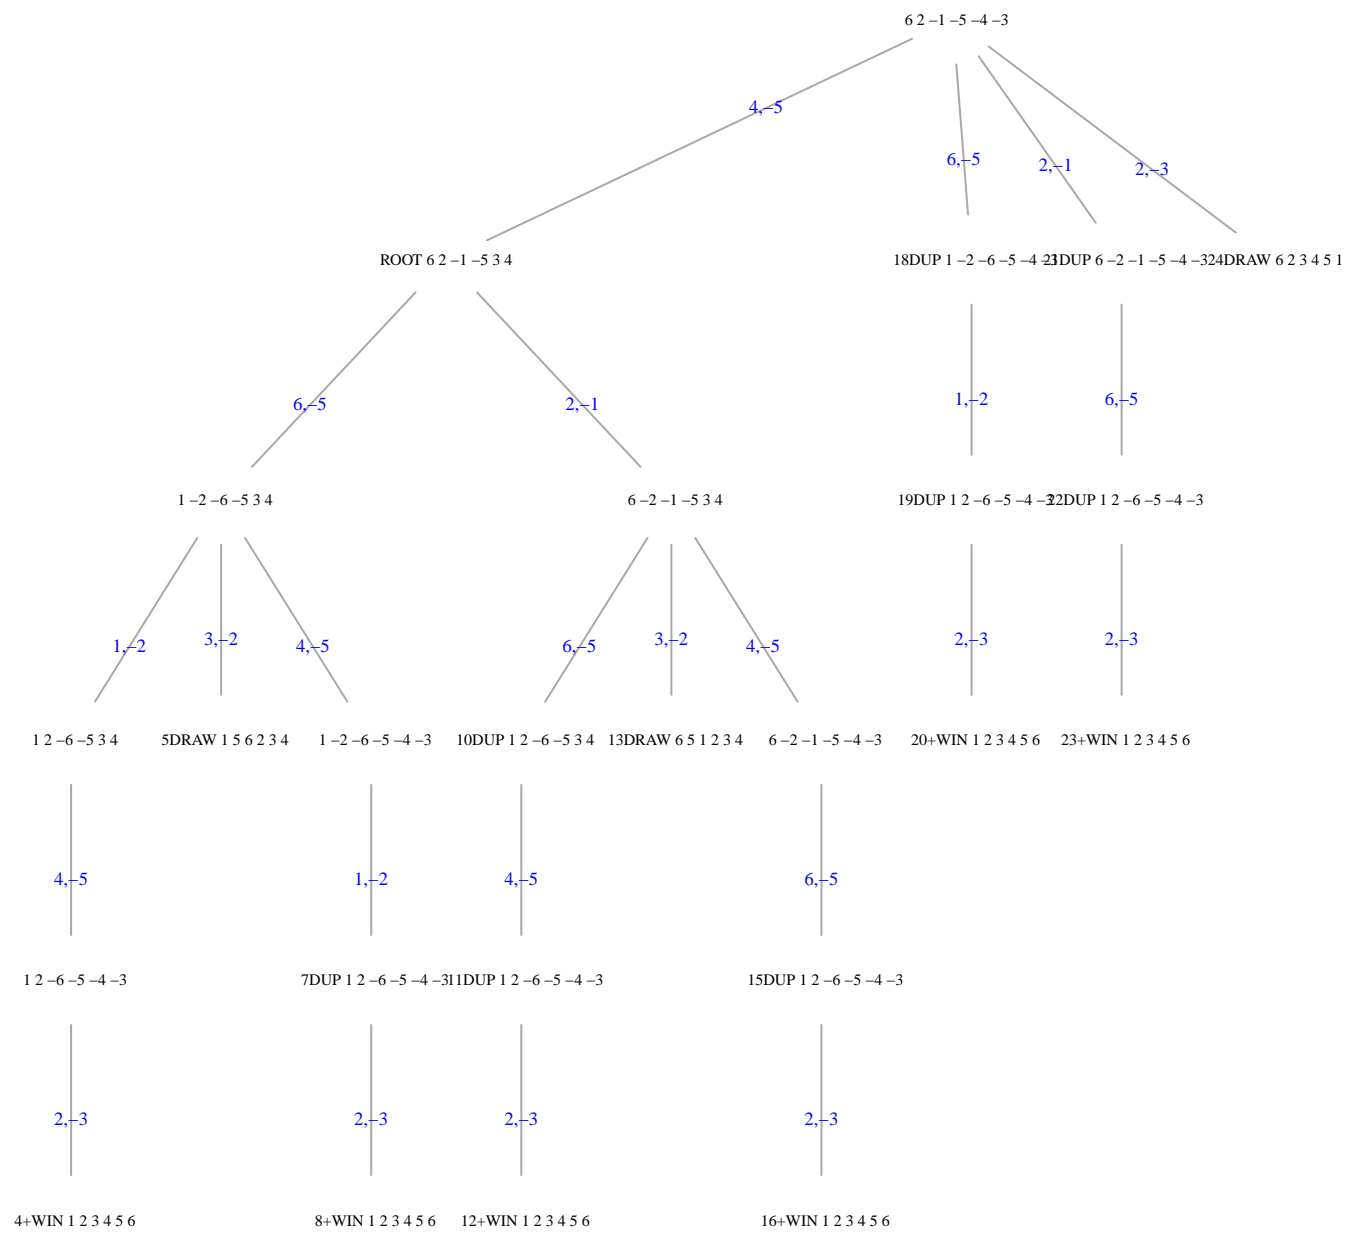 6 2 –1 –5 –4 –3
4,–5
6,–5
2,–1
2,–3
ROOT 6 2 –1 –5 3 4
18DUP 1 –2 –6 –5 –4 –3
21DUP 6 –2 –1 –5 –4 –3
24DRAW 6 2 3 4 5 1
6,–5
2,–1
1,–2
6,–5
1 –2 –6 –5 3 4
6 –2 –1 –5 3 4
19DUP 1 2 –6 –5 –4 –3
22DUP 1 2 –6 –5 –4 –3
1,–2
3,–2
4,–5
6,–5
3,–2
4,–5
2,–3
2,–3
1 2 –6 –5 3 4
5DRAW 1 5 6 2 3 4
1 –2 –6 –5 –4 –3
10DUP 1 2 –6 –5 3 4
13DRAW 6 5 1 2 3 4
6 –2 –1 –5 –4 –3
20+WIN 1 2 3 4 5 6
23+WIN 1 2 3 4 5 6
4,–5
1,–2
4,–5
6,–5
1 2 –6 –5 –4 –3
7DUP 1 2 –6 –5 –4 –3
11DUP 1 2 –6 –5 –4 –3
15DUP 1 2 –6 –5 –4 –3
2,–3
2,–3
2,–3
2,–3
4+WIN 1 2 3 4 5 6
8+WIN 1 2 3 4 5 6
12+WIN 1 2 3 4 5 6
16+WIN 1 2 3 4 5 6